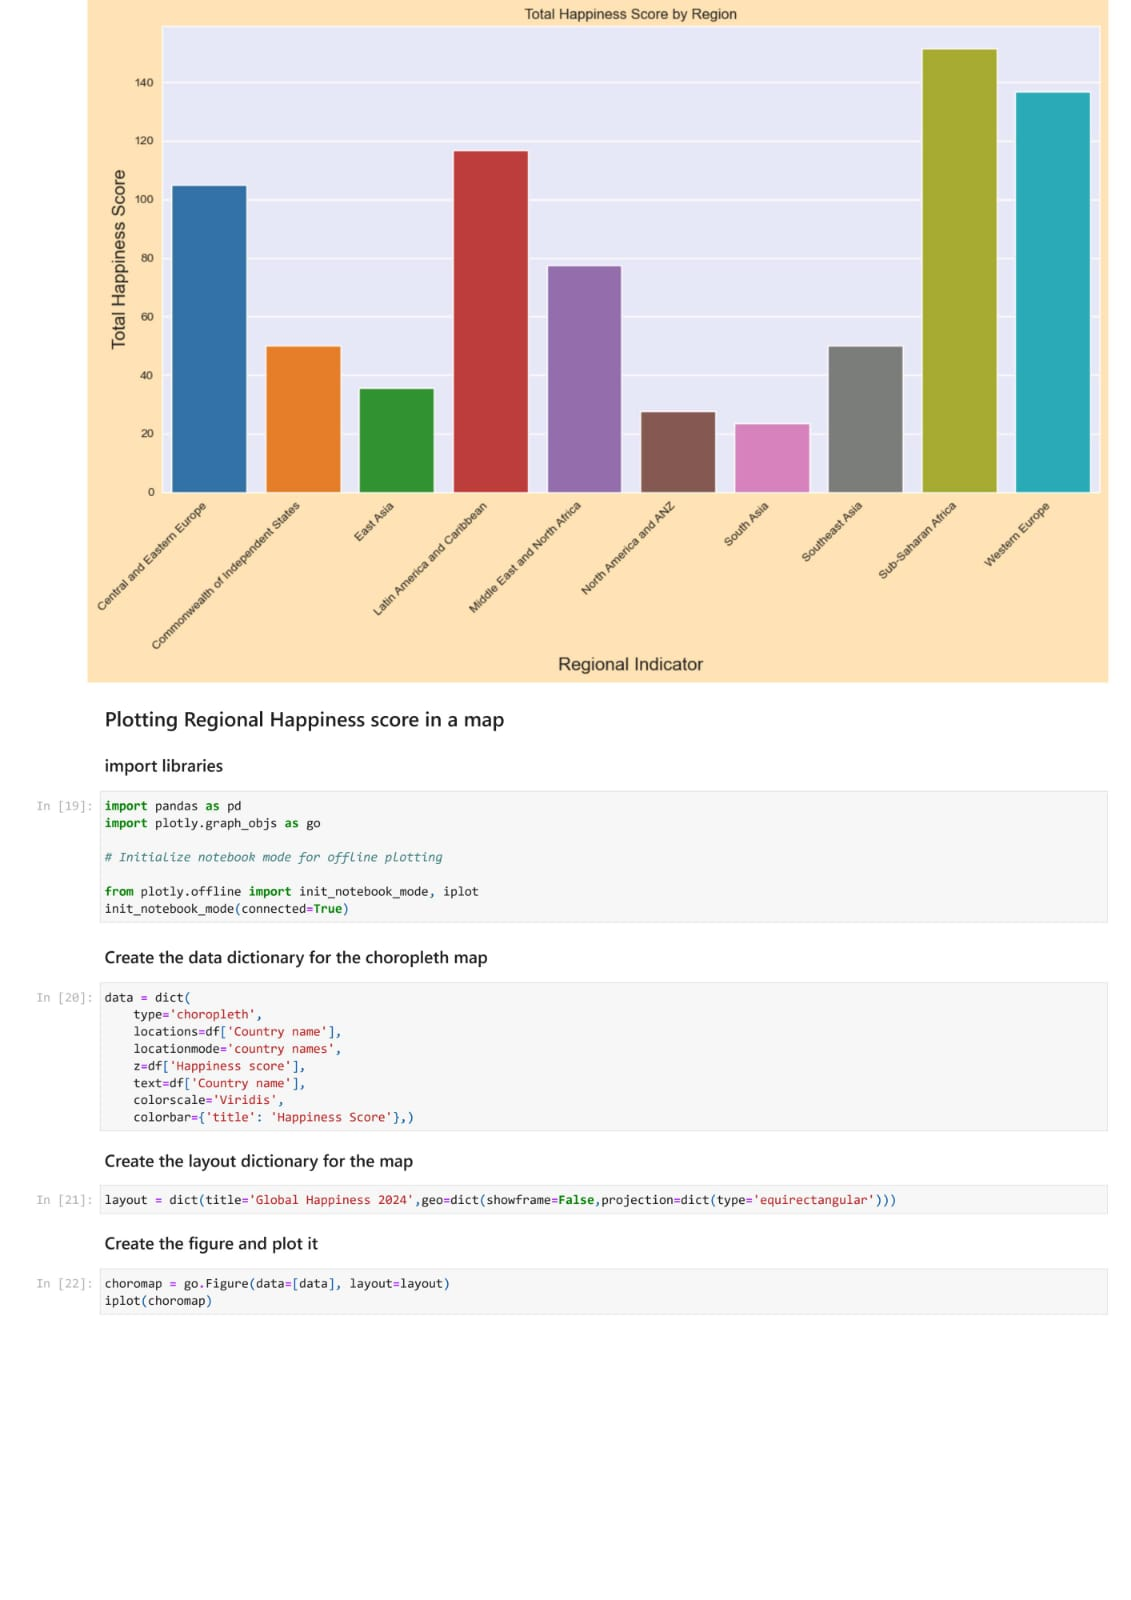 Total Happiness Score by Region
Total Happiness Score
140
120
100
80
60
40
20
0
Central and Eastern Europe
Commonwealth of Independent States
East Asia
Latin America and Caribbean
Middle East and North Africa
North America and ANZ
South Asia
Southeast Asia
Sub-Saharan Africa
Western Europe
Regional Indicator
Plotting Regional Happiness score in a map
import libraries
In [19]: import pandas as pd
import plotly.graph_objs as go
# Initialize notebook mode for offline plotting
from plotly.offline import init_notebook_mode, iplot
init_notebook_mode(connected=True)
Create the data dictionary for the choropleth map
In [20]: data = dict(
type='choropleth',
locations=df['Country name'],
locationmode='country names',
z=df['Happiness score'],
text=df['Country name'],
colorscale='Viridis',
colorbar={'title': 'Happiness Score'},)
Create the layout dictionary for the map
In [21]: layout = dict(title='Global Happiness 2024',geo=dict(showframe=False,projection=dict(type='equirectangular')))
Create the figure and plot it
In [22]: choromap = go.Figure(data=[data], layout=layout)
iplot(choromap)